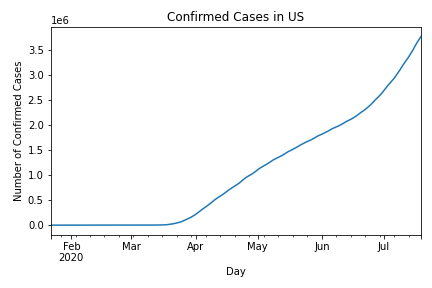 Confirmed Cases in US
1e6
3.5
3.0
2.5
2.0
1.5
1.0
0.5
0.0
Number of Confirmed Cases
Feb Mar Apr May Jun Jul
2020
Day